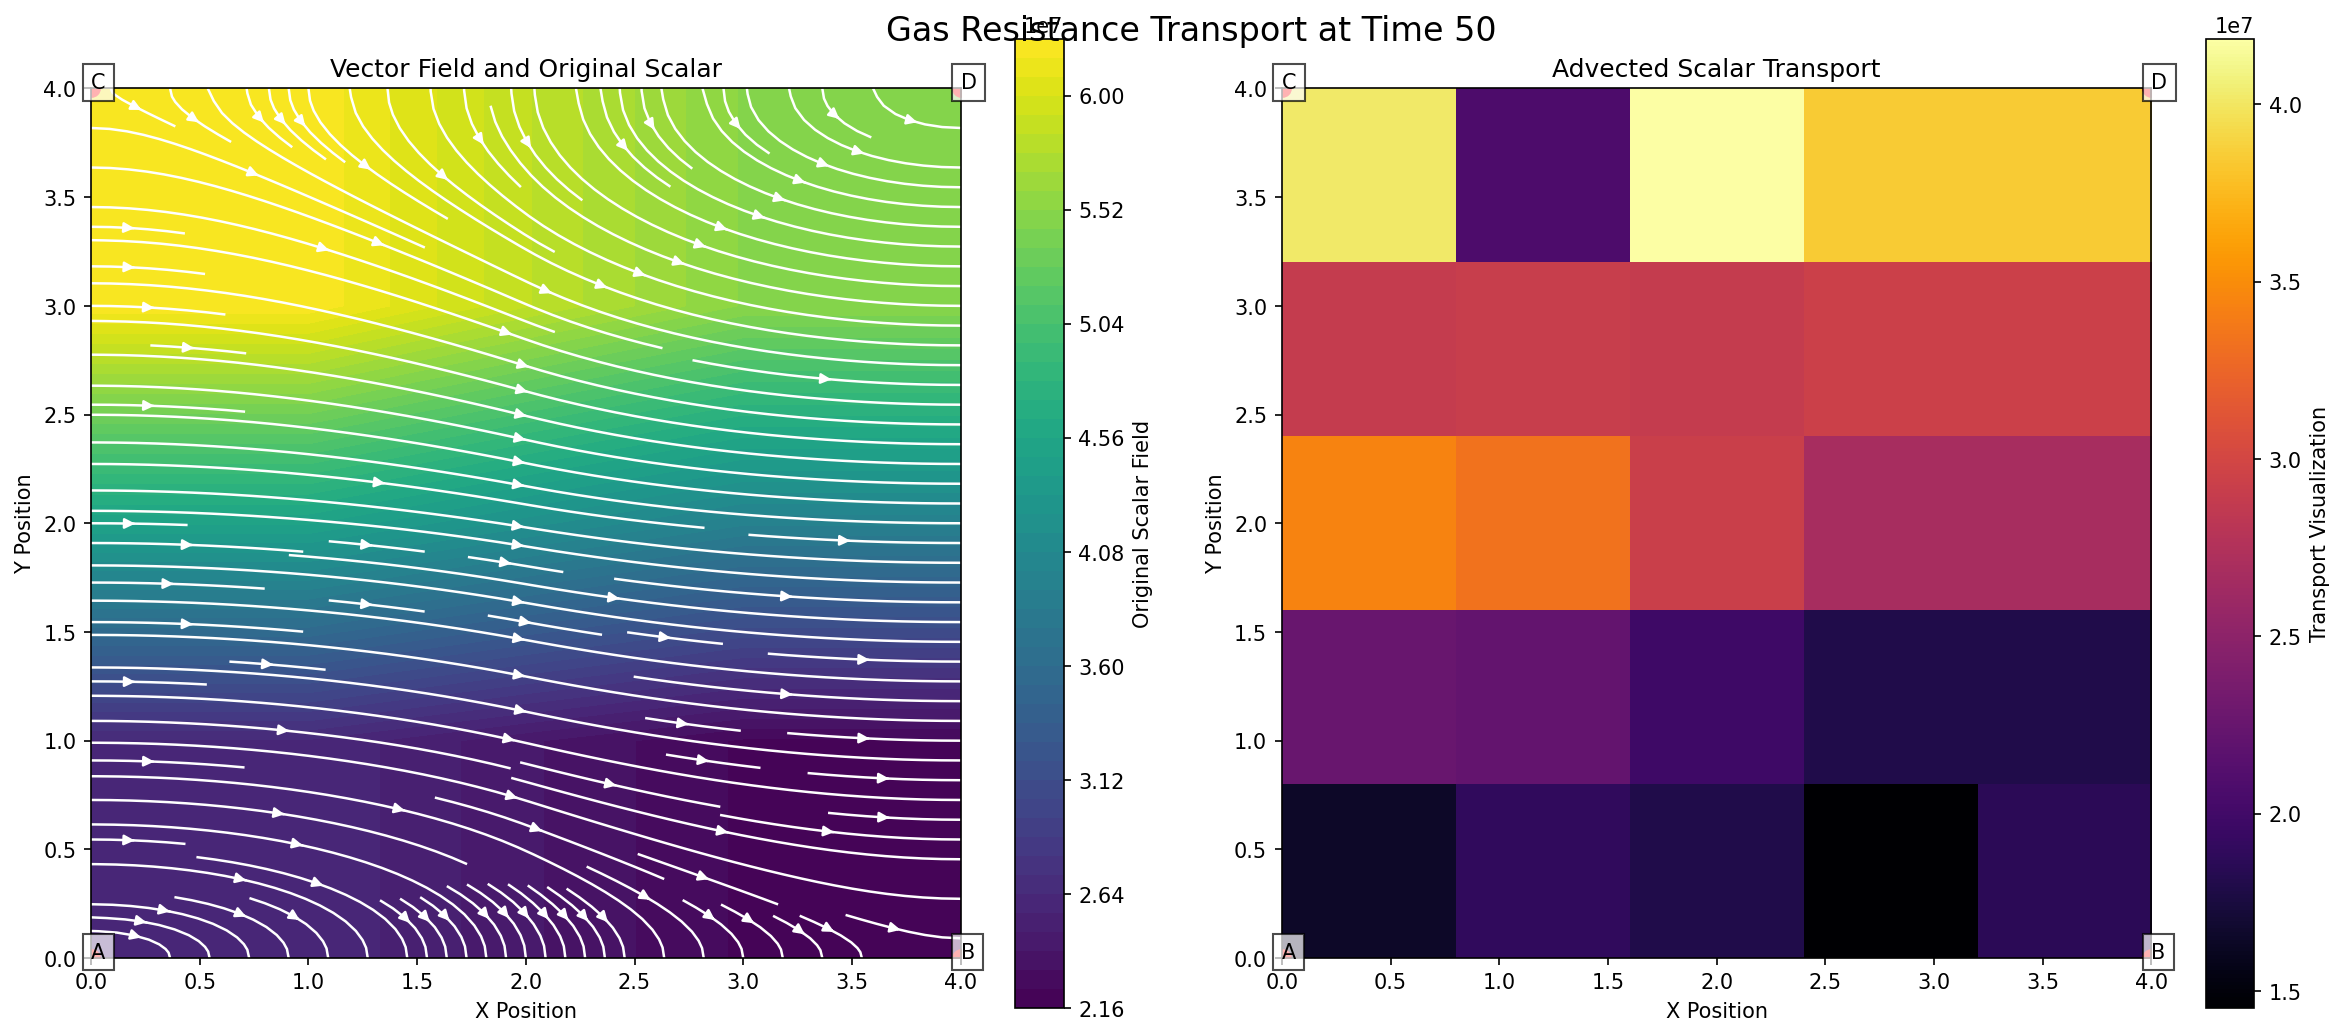 Gas Resistance Transport at Time 50
Vector Field and Original Scalar
C
D
A
B
4.0
3.5
3.0
2.5
2.0
1.5
1.0
0.5
0.0
Y Position
0.0 0.5 1.0 1.5 2.0 2.5 3.0 3.5 4.0
X Position
1e7
6.00
5.52
5.04
4.56
4.08
3.60
3.12
2.64
2.16
Original Scalar Field
Advected Scalar Transport
C
D
A
B
4.0
3.5
3.0
2.5
2.0
1.5
1.0
0.5
0.0
Y Position
0.0 0.5 1.0 1.5 2.0 2.5 3.0 3.5 4.0
X Position
1e7
4.0
3.5
3.0
2.5
2.0
1.5
Transport Visualization